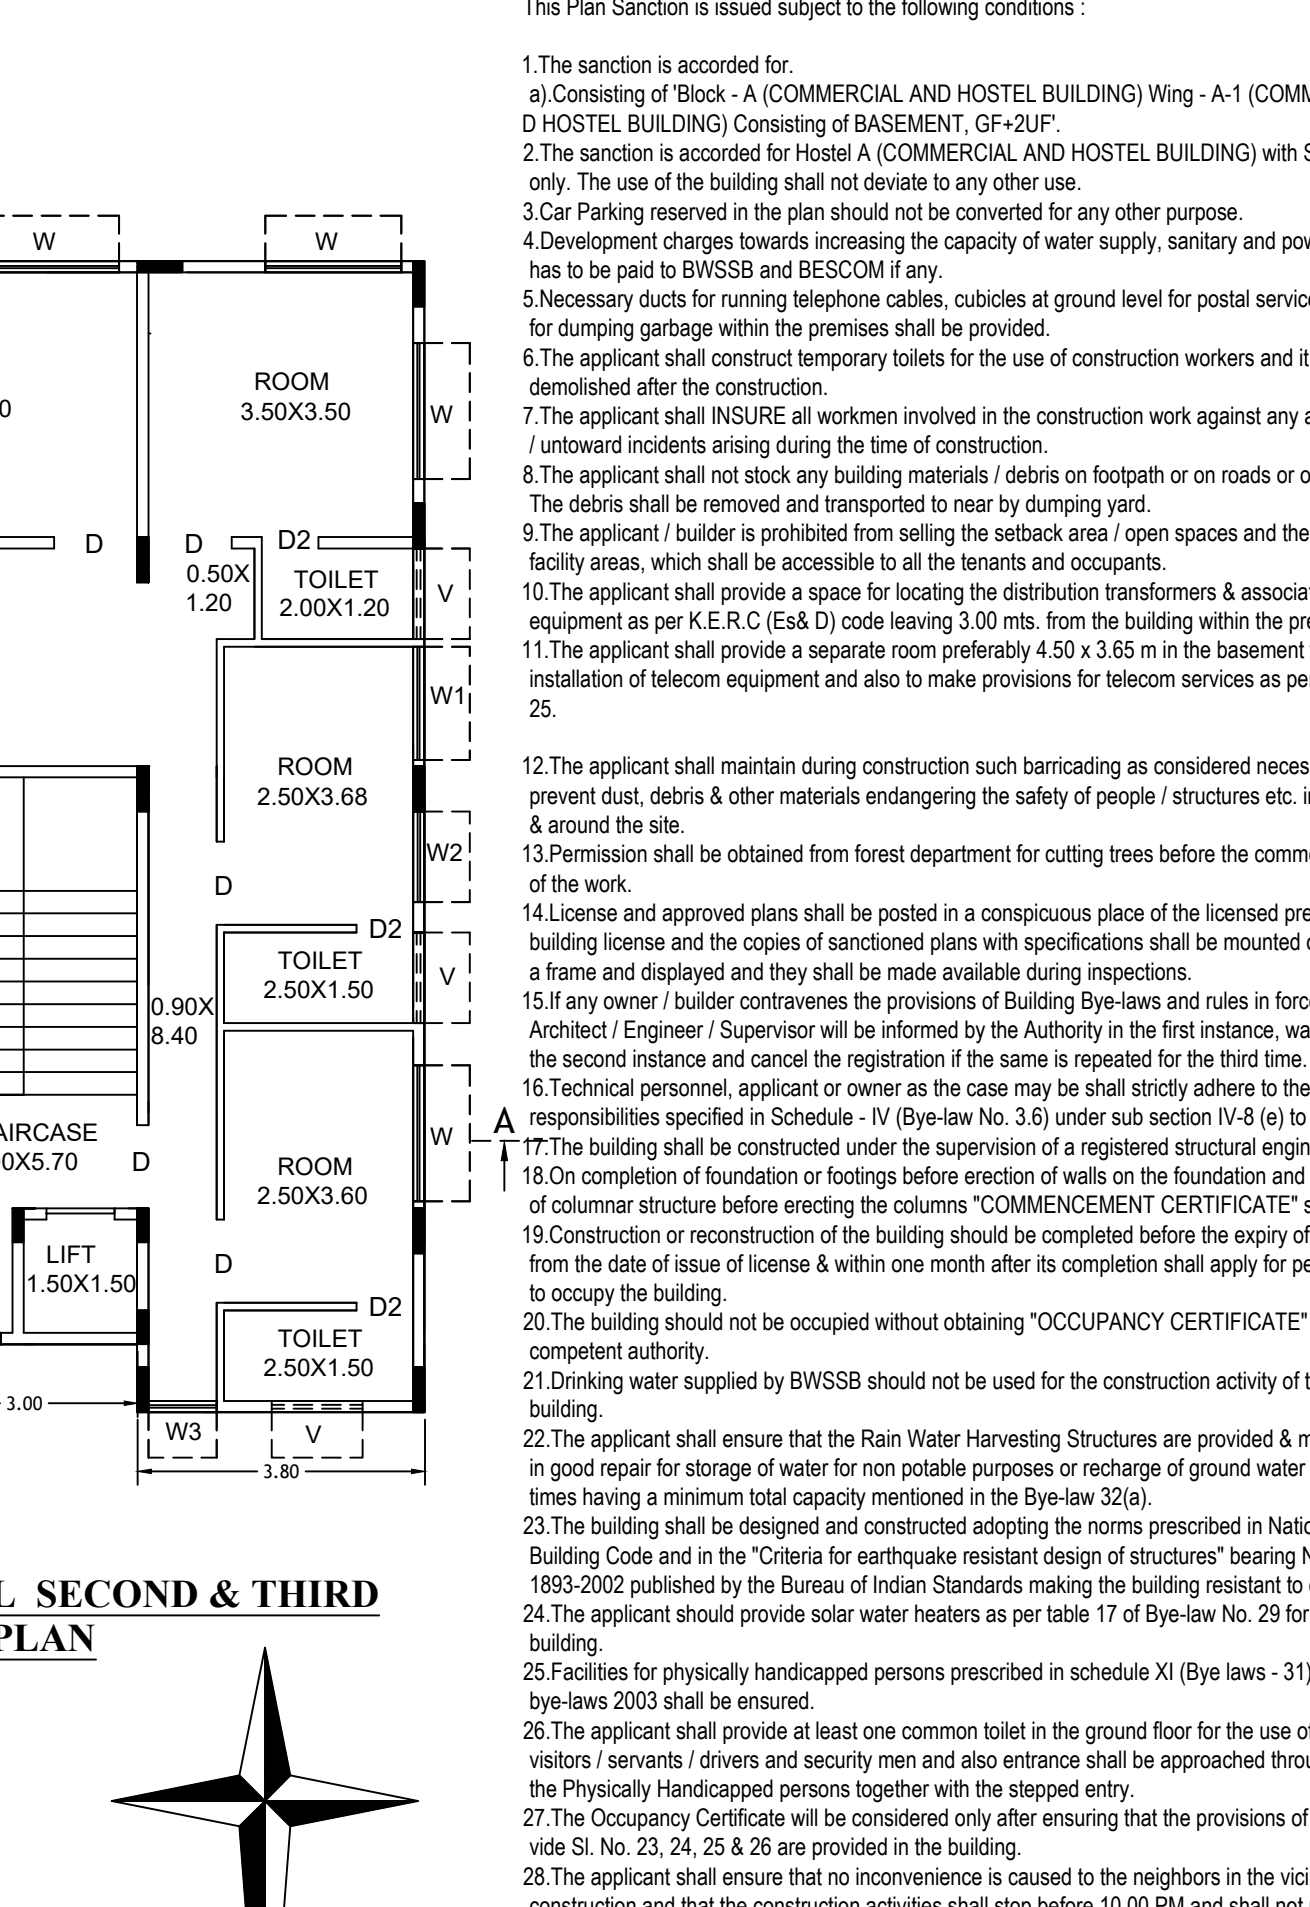 W
W
ROOM
3.50X3.50
W
0
D
D
D2
0.50X
1.20
TOILET
2.00X1.20
V
W1
ROOM
2.50X3.68
W2
D
D2
TOILET
2.50X1.50
V
0.90X
8.40
W
A
AIRCASE
0X5.70
D
ROOM
2.50X3.60
LIFT
1.50X1.50
D
D2
TOILET
2.50X1.50
3.00
W3
V
3.80
L SECOND & THIRD
PLAN
This Plan Sanction is issued subject to the following conditions :
1.The sanction is accorded for.
a).Consisting of 'Block - A (COMMERCIAL AND HOSTEL BUILDING) Wing - A-1 (COMM
D HOSTEL BUILDING) Consisting of BASEMENT, GF+2UF'.
2.The sanction is accorded for Hostel A (COMMERCIAL AND HOSTEL BUILDING) with S
only. The use of the building shall not deviate to any other use.
3.Car Parking reserved in the plan should not be converted for any other purpose.
4.Development charges towards increasing the capacity of water supply, sanitary and pow
has to be paid to BWSSB and BESCOM if any.
5.Necessary ducts for running telephone cables, cubicles at ground level for postal service
for dumping garbage within the premises shall be provided.
6.The applicant shall construct temporary toilets for the use of construction workers and it
demolished after the construction.
7.The applicant shall INSURE all workmen involved in the construction work against any a
/ untoward incidents arising during the time of construction.
8.The applicant shall not stock any building materials / debris on footpath or on roads or o
The debris shall be removed and transported to near by dumping yard.
9.The applicant / builder is prohibited from selling the setback area / open spaces and the
facility areas, which shall be accessible to all the tenants and occupants.
10.The applicant shall provide a space for locating the distribution transformers & associat
equipment as per K.E.R.C (Es& D) code leaving 3.00 mts. from the building within the pre
11.The applicant shall provide a separate room preferably 4.50 x 3.65 m in the basement
installation of telecom equipment and also to make provisions for telecom services as per
25.
12.The applicant shall maintain during construction such barricading as considered neces
prevent dust, debris & other materials endangering the safety of people / structures etc. in
& around the site.
13.Permission shall be obtained from forest department for cutting trees before the comme
of the work.
14.License and approved plans shall be posted in a conspicuous place of the licensed pre
building license and the copies of sanctioned plans with specifications shall be mounted o
a frame and displayed and they shall be made available during inspections.
15.If any owner / builder contravenes the provisions of Building Bye-laws and rules in force
Architect / Engineer / Supervisor will be informed by the Authority in the first instance, wa
the second instance and cancel the registration if the same is repeated for the third time.
16.Technical personnel, applicant or owner as the case may be shall strictly adhere to the
responsibilities specified in Schedule - IV (Bye-law No. 3.6) under sub section IV-8 (e) to
17.The building shall be constructed under the supervision of a registered structural engin
18.On completion of foundation or footings before erection of walls on the foundation and
of columnar structure before erecting the columns "COMMENCEMENT CERTIFICATE" s
19.Construction or reconstruction of the building should be completed before the expiry of
from the date of issue of license & within one month after its completion shall apply for pe
to occupy the building.
20.The building should not be occupied without obtaining "OCCUPANCY CERTIFICATE"
competent authority.
21.Drinking water supplied by BWSSB should not be used for the construction activity of t
building.
22.The applicant shall ensure that the Rain Water Harvesting Structures are provided & m
in good repair for storage of water for non potable purposes or recharge of ground water
times having a minimum total capacity mentioned in the Bye-law 32(a).
23.The building shall be designed and constructed adopting the norms prescribed in Natio
Building Code and in the "Criteria for earthquake resistant design of structures" bearing N
1893-2002 published by the Bureau of Indian Standards making the building resistant to
24.The applicant should provide solar water heaters as per table 17 of Bye-law No. 29 for
building.
25.Facilities for physically handicapped persons prescribed in schedule XI (Bye laws - 31)
bye-laws 2003 shall be ensured.
26.The applicant shall provide at least one common toilet in the ground floor for the use of
visitors / servants / drivers and security men and also entrance shall be approached throu
the Physically Handicapped persons together with the stepped entry.
27.The Occupancy Certificate will be considered only after ensuring that the provisions of
vide Sl. No. 23, 24, 25 & 26 are provided in the building.
28.The applicant shall ensure that no inconvenience is caused to the neighbors in the vici
construction and that the construction activities shall stop before 10.00 PM and shall not